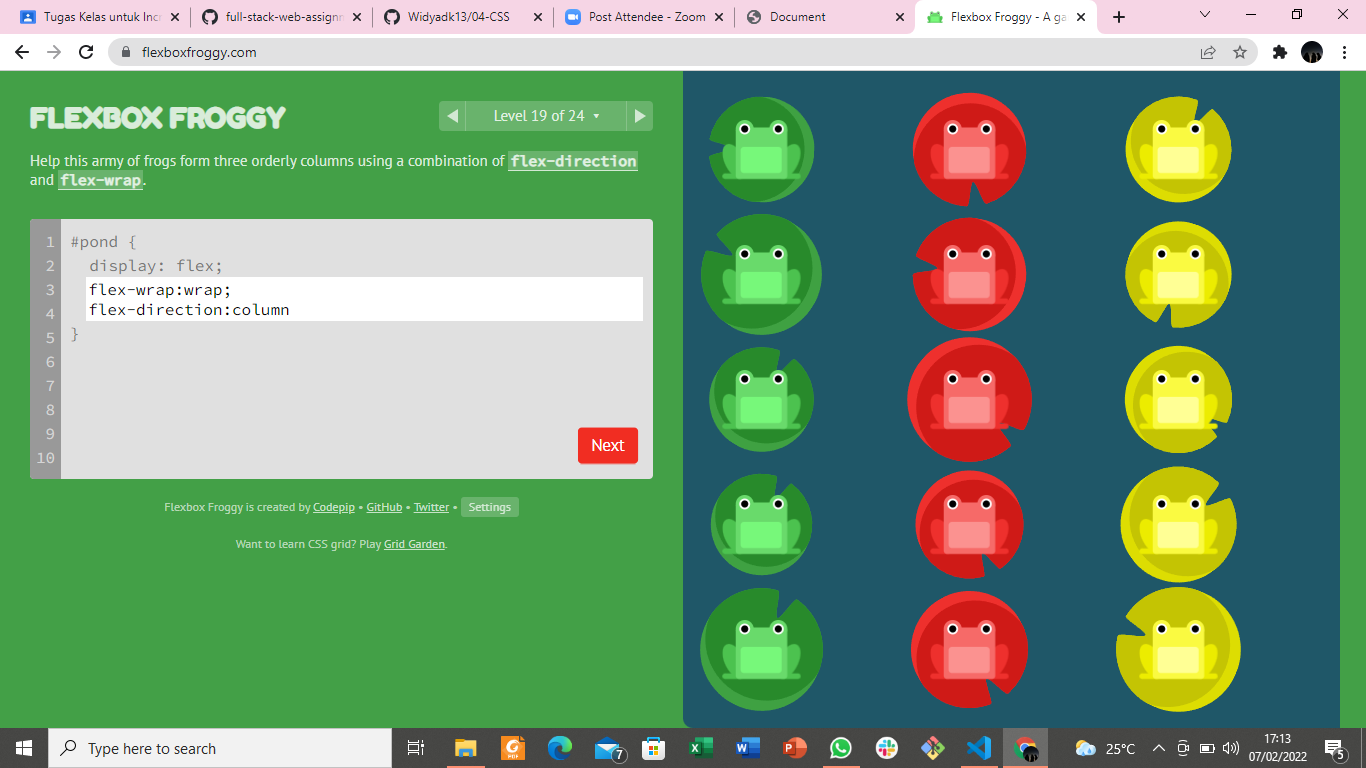 Tugas Kelas untuk Incr
full-stack-web-assignm
Widyadk13/04-CSS
Post Attendee - Zoom
Document
Flexbox Froggy - A ga
flexboxfroggy.com
FLEXBOX FROGGY
Level 19 of 24
Help this army of frogs form three orderly columns using a combination of flex-direction
and flex-wrap.
1 #pond {
2 display: flex;
3 flex-wrap:wrap;
4 flex-direction:column
5 }
6
7
8
9
10
Next
Flexbox Froggy is created by Codepip • GitHub • Twitter • Settings
Want to learn CSS grid? Play Grid Garden.
Type here to search
7
25°C
17:13
07/02/2022
5